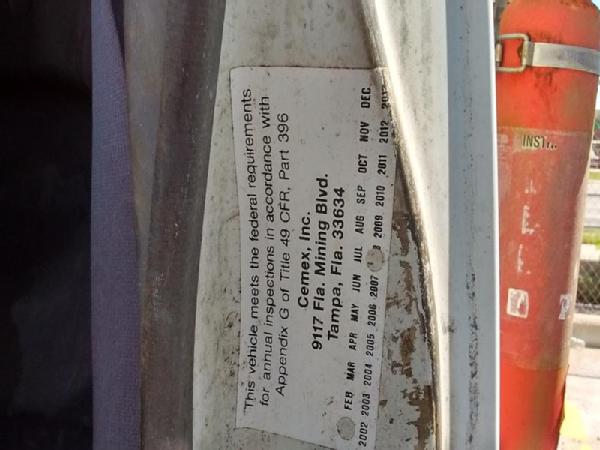 This vehicle meets the federal requirements
for annual inspections in accordance with
Appendix G of Title 49 CFR, Part 396
Cemex, Inc.
9117 Fla. Mining Blvd.
Tampa, Fla. 33634
FEB MAR APR MAY JUN JUL AUG SEP OCT NOV DEC
2002 2003 2004 2005 2006 2007 2009 2010 2011 2012